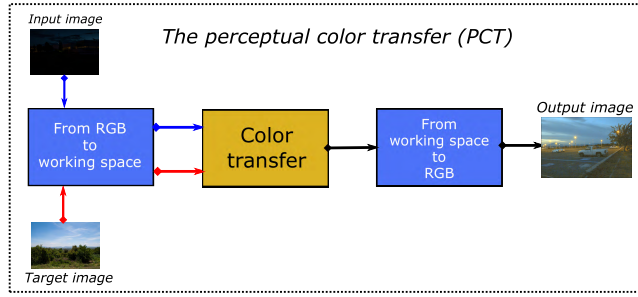 Input image
The perceptual color transfer (PCT)
From RGB
to
working space
Color
transfer
From
working space
to
RGB
Output image
Target image